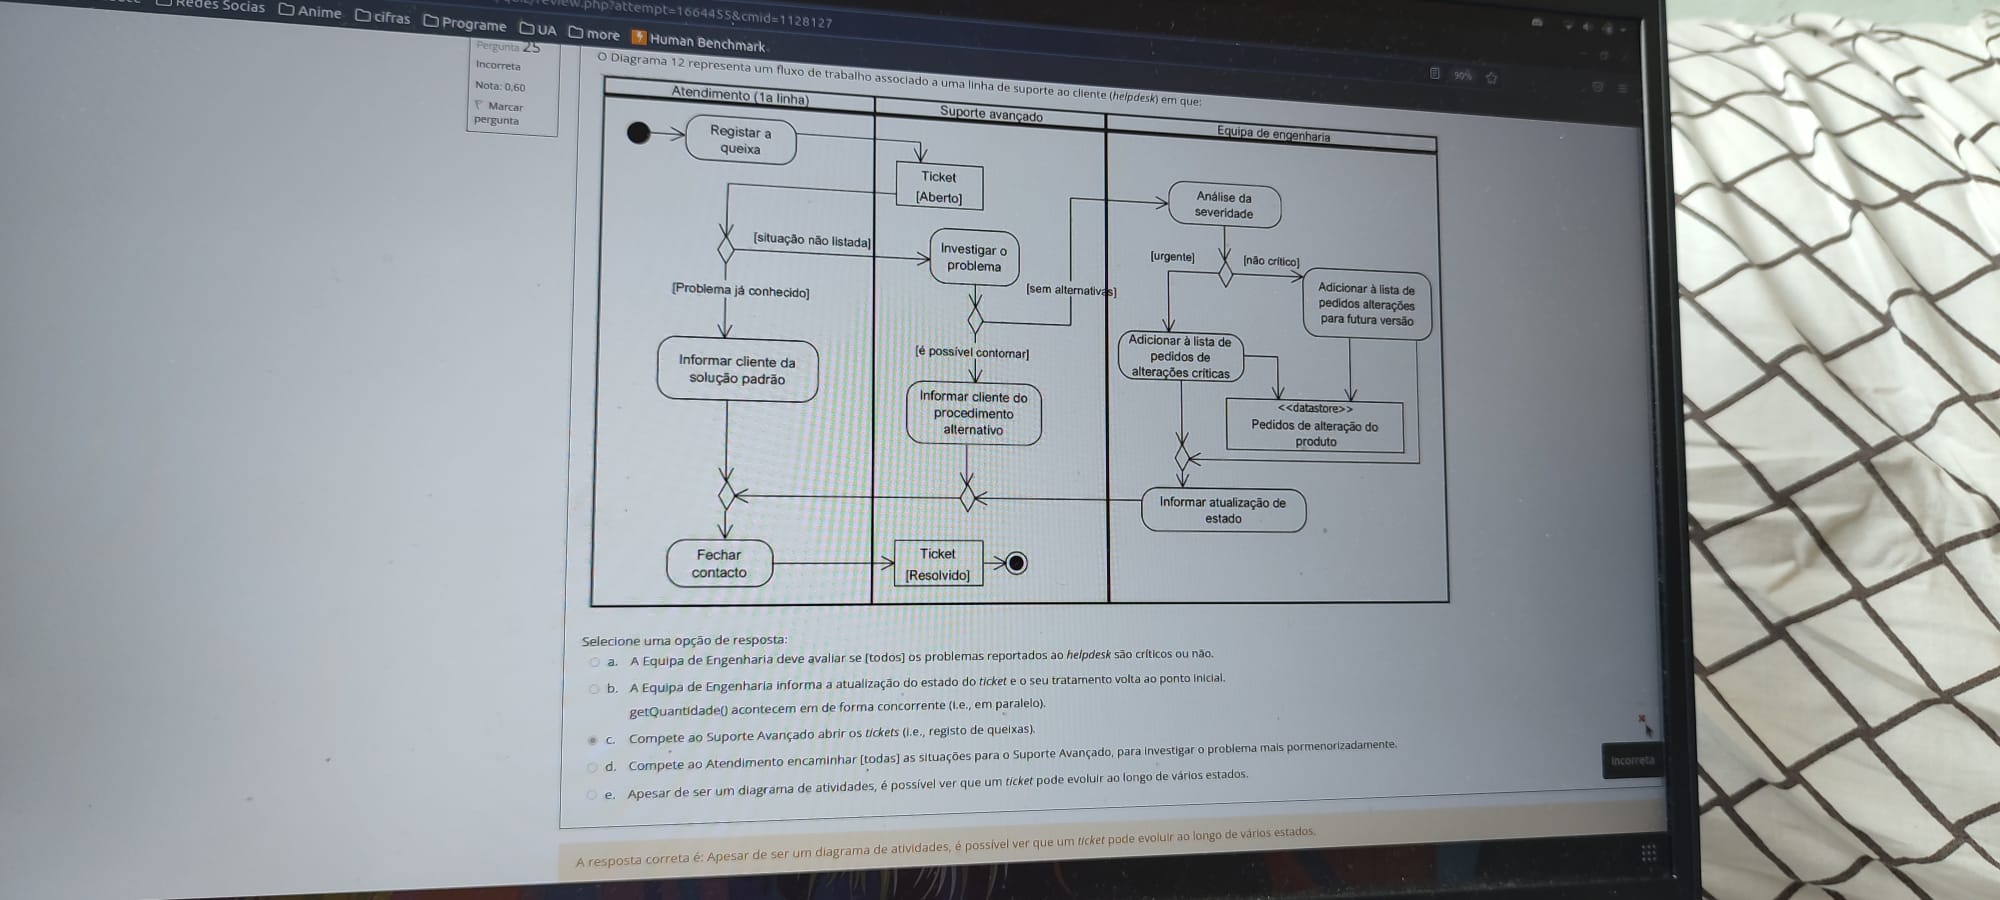 review.php?attempt=1664455&cmid=1128127
Redes Socias Anime cifras Programe UA more Human Benchmark
90%
Pergunta 25
Incorreta
Nota: 0,60
Marcar
pergunta
O Diagrama 12 representa um fluxo de trabalho associado a uma linha de suporte ao cliente (helpdesk) em que:
Atendimento (1a linha)
Suporte avançado
Equipa de engenharia
Registar a
queixa
Ticket
[Aberto]
Análise da
severidade
[situação não listada]
Investigar o
problema
[urgente]
[não crítico]
[Problema já conhecido]
[sem alternativas]
Adicionar à lista de
pedidos alterações
para futura versão
Adicionar à lista de
pedidos de
alterações críticas
Informar cliente da
solução padrão
[é possível contornar]
Informar cliente do
procedimento
alternativo
<<datastore>>
Pedidos de alteração do
produto
Informar atualização de
estado
Fechar
contacto
Ticket
[Resolvido]
Selecione uma opção de resposta:
a. A Equipa de Engenharia deve avaliar se [todos] os problemas reportados ao helpdesk são críticos ou não.
b. A Equipa de Engenharia informa a atualização do estado do ticket e o seu tratamento volta ao ponto inicial.
getQuantidade() acontecem em de forma concorrente (i.e., em paralelo).
c. Compete ao Suporte Avançado abrir os tickets (i.e., registo de queixas).
d. Compete ao Atendimento encaminhar [todas] as situações para o Suporte Avançado, para investigar o problema mais pormenorizadamente.
e. Apesar de ser um diagrama de atividades, é possível ver que um ticket pode evoluir ao longo de vários estados.
Incorreta
A resposta correta é: Apesar de ser um diagrama de atividades, é possível ver que um ticket pode evoluir ao longo de vários estados.